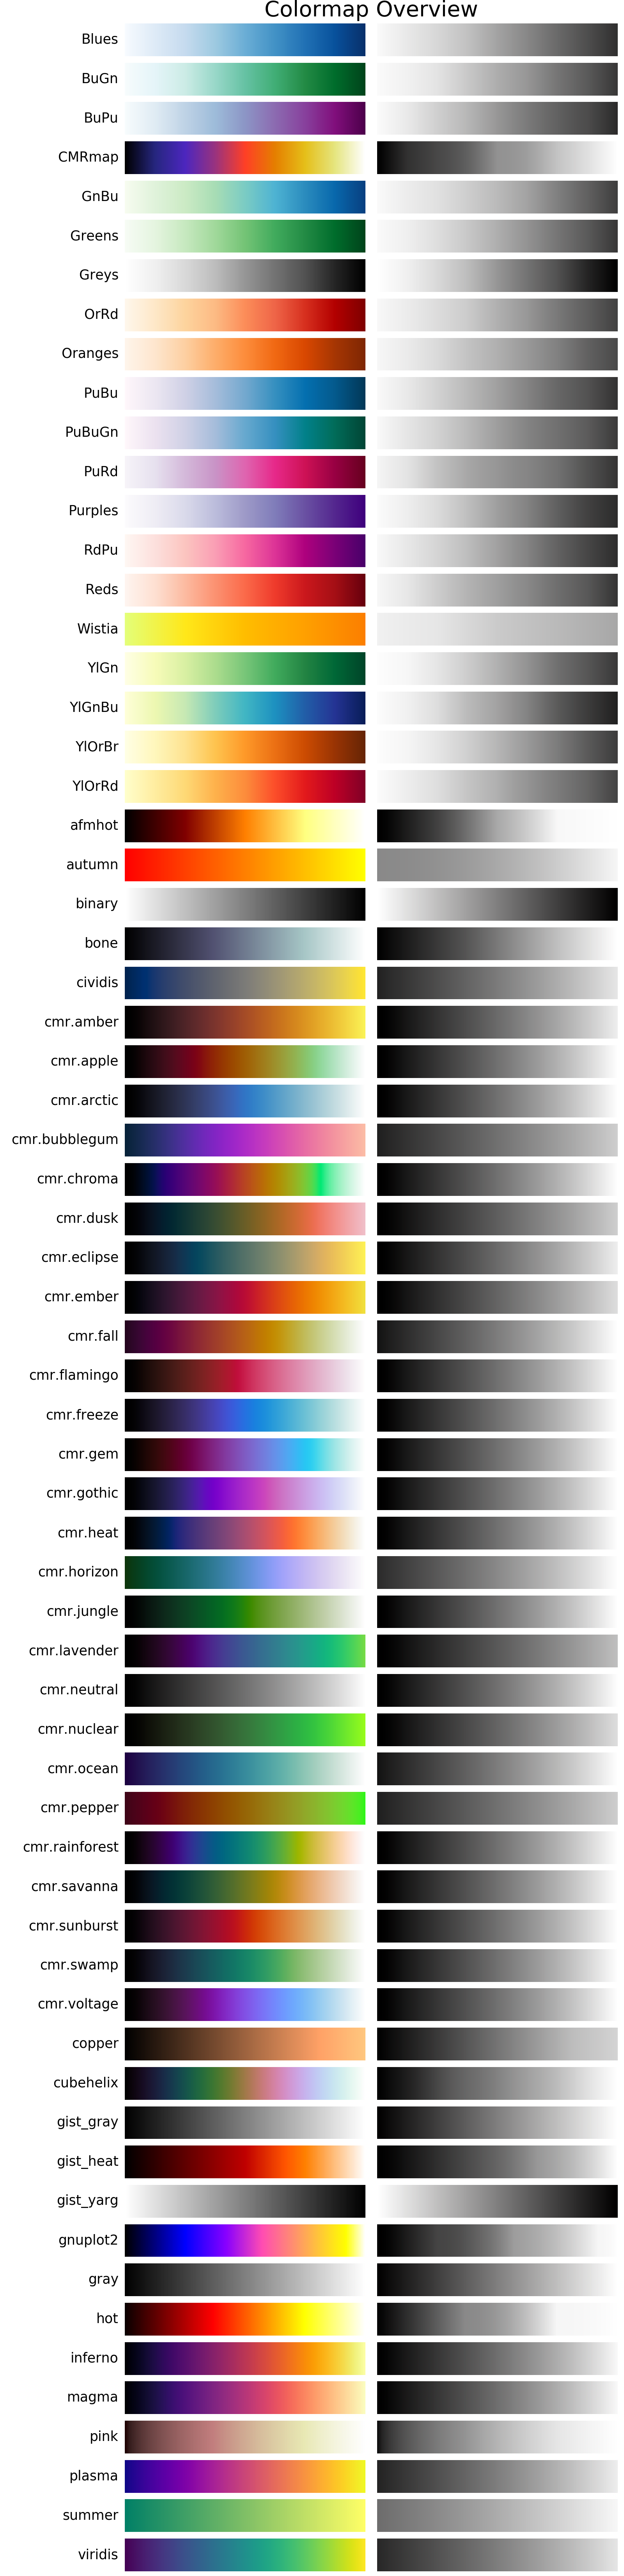 Colormap Overview
Blues
BuGn
BuPu
CMRmap
GnBu
Greens
Greys
OrRd
Oranges
PuBu
PuBuGn
PuRd
Purples
RdPu
Reds
Wistia
YlGn
YlGnBu
YlOrBr
YlOrRd
afmhot
autumn
binary
bone
cividis
cmr.amber
cmr.apple
cmr.arctic
cmr.bubblegum
cmr.chroma
cmr.dusk
cmr.eclipse
cmr.ember
cmr.fall
cmr.flamingo
cmr.freeze
cmr.gem
cmr.gothic
cmr.heat
cmr.horizon
cmr.jungle
cmr.lavender
cmr.neutral
cmr.nuclear
cmr.ocean
cmr.pepper
cmr.rainforest
cmr.savanna
cmr.sunburst
cmr.swamp
cmr.voltage
copper
cubehelix
gist_gray
gist_heat
gist_yarg
gnuplot2
gray
hot
inferno
magma
pink
plasma
summer
viridis